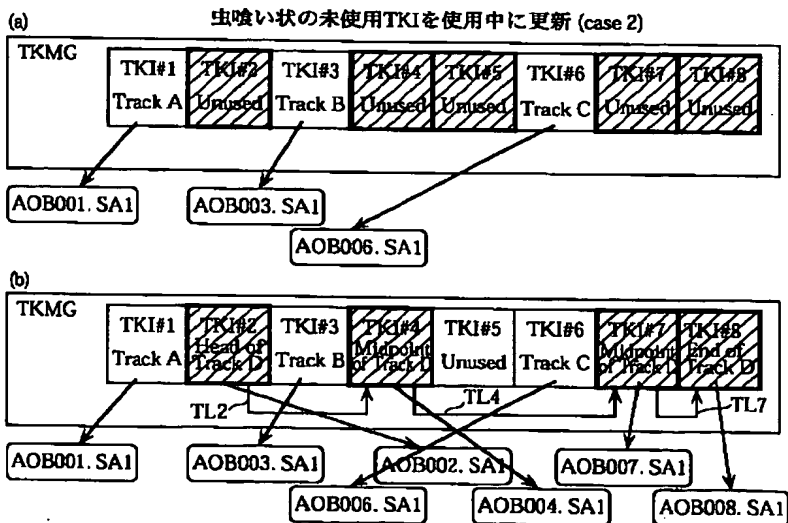 虫喰い状の未使用TKIを使用中に更新 (case 2)
(a)
TKMG
TKI#1 TKI#2 TKI#3 TKI#4 TKI#5 TKI#6 TKI#7 TKI#8
Track A Unused Track B Unused Unused Track C Unused Unused
AOB001. SA1 AOB003. SA1
AOB006. SA1
(b)
TKMG
TKI#1 TKI#2 TKI#3 TKI#4 TKI#5 TKI#6 TKI#7 TKI#8
Track A Head of Track D Track B Midpoint of Track D Unused Track C Midpoint of Track D End of Track D
TL2 TL4 TL7
AOB001. SA1 AOB003. SA1 AOB002. SA1 AOB007. SA1
AOB006. SA1 AOB004. SA1 AOB008. SA1